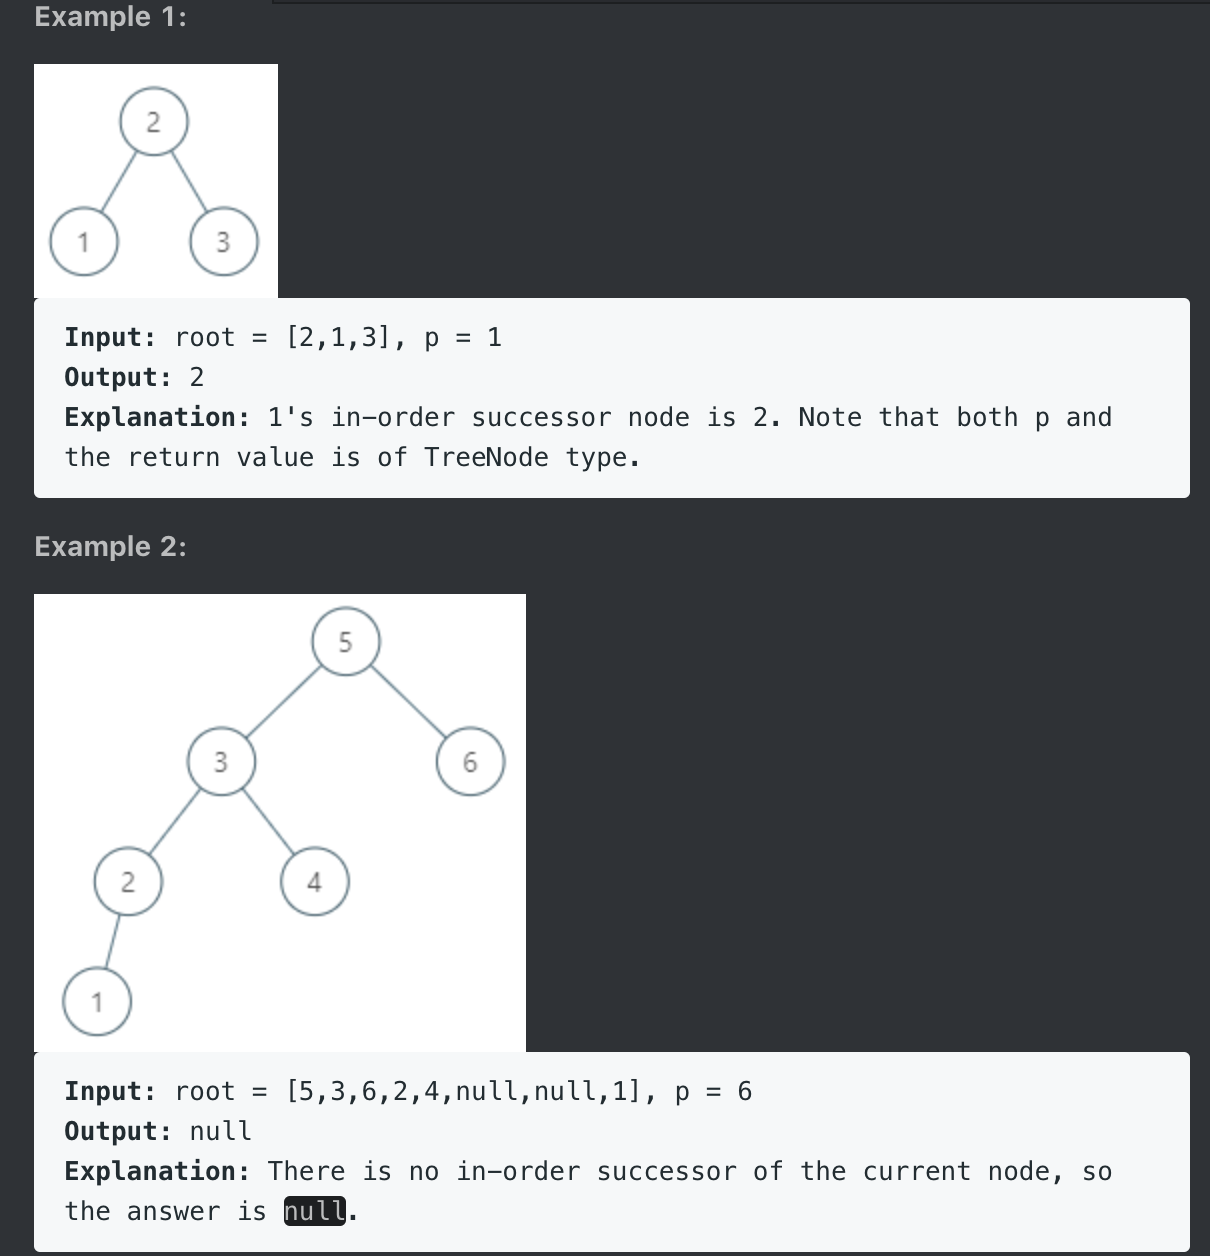 Example 1:
2
1 3
Input: root = [2,1,3], p = 1
Output: 2
Explanation: 1's in-order successor node is 2. Note that both p and
the return value is of TreeNode type.
Example 2:
5
3 6
2 4
1
Input: root = [5,3,6,2,4,null,null,1], p = 6
Output: null
Explanation: There is no in-order successor of the current node, so
the answer is null.